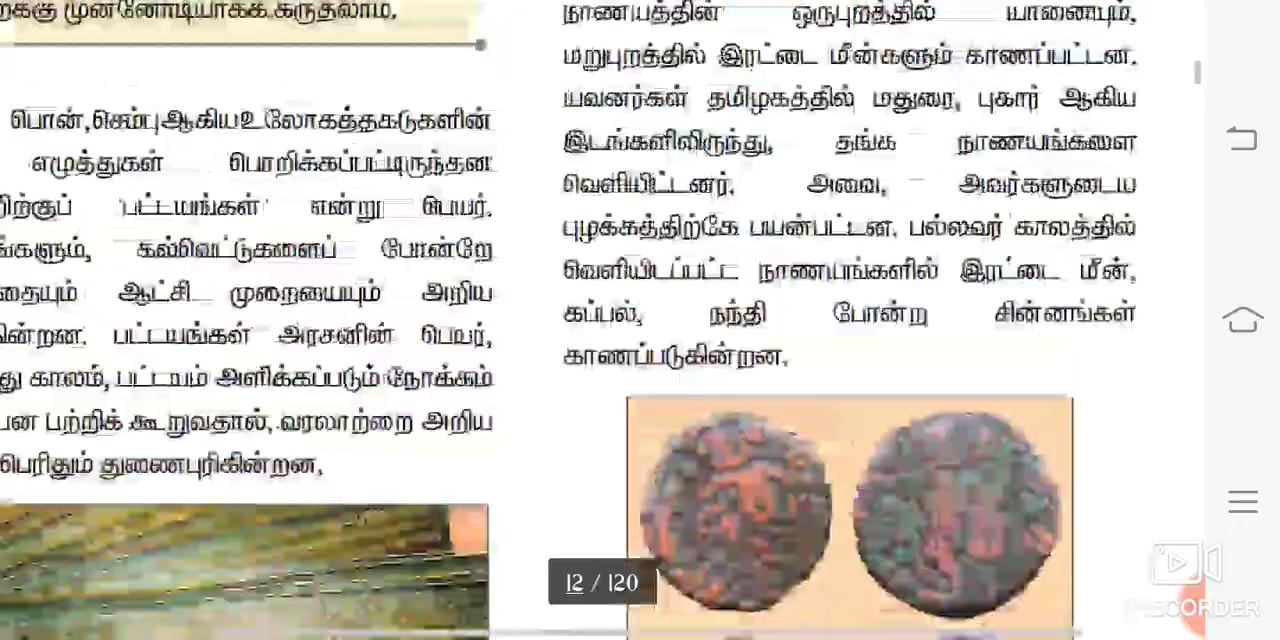 முன்னோடியாகக் கருதலாம்.
பொன்,செம்புஆகியஉலோகத்தகடுகளின்
எழுத்துகள் பொறிக்கப்பட்டிருந்தன
'பட்டயங்கள்' என்று பெயர்.
கல்வெட்டுகளைப் போன்றே
ஆட்சி முறையையும் அறிய
பட்டயங்கள் அரசனின் பெயர்,
காலம், பட்டயம் அளிக்கப்படும் நோக்கம்
பற்றிக் கூறுவதால், வரலாற்றை அறிய
துணைபுரிகின்றன.
நாணயத்தின் ஒருபுறத்தில் யானையும்,
மறுபுறத்தில் இரட்டை மீன்களும் காணப்பட்டன.
யவனர்கள் தமிழகத்தில் மதுரை, புகார் ஆகிய
இடங்களிலிருந்து, தங்க நாணயங்களை
வெளியிட்டனர். அவை, அவர்களுடைய
புழக்கத்திற்கே பயன்பட்டன. பல்லவர் காலத்தில்
வெளியிடப்பட்ட நாணயங்களில் இரட்டை மீன்,
கப்பல், நந்தி போன்ற சின்னங்கள்
காணப்படுகின்றன.
12 / 120
RECORDER